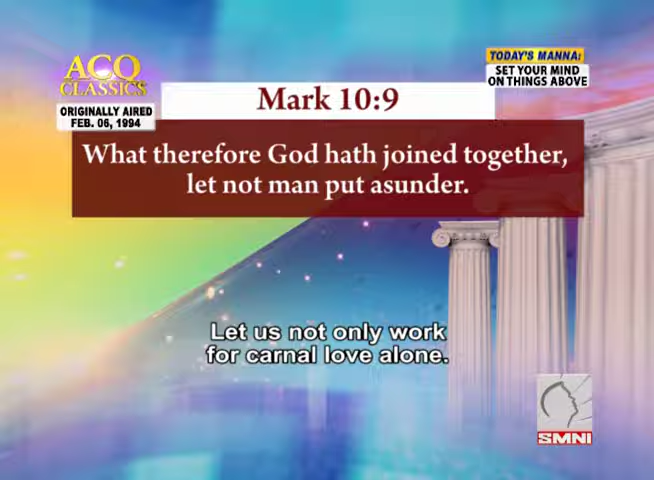 ACQ
CLASSICS
ORIGINALLY AIRED
FEB. 06, 1994
TODAY'S MANNA:
SET YOUR MIND
ON THINGS ABOVE
Mark 10:9
What therefore God hath joined together,
let not man put asunder.
Let us not only work
for carnal love alone.
SMNI